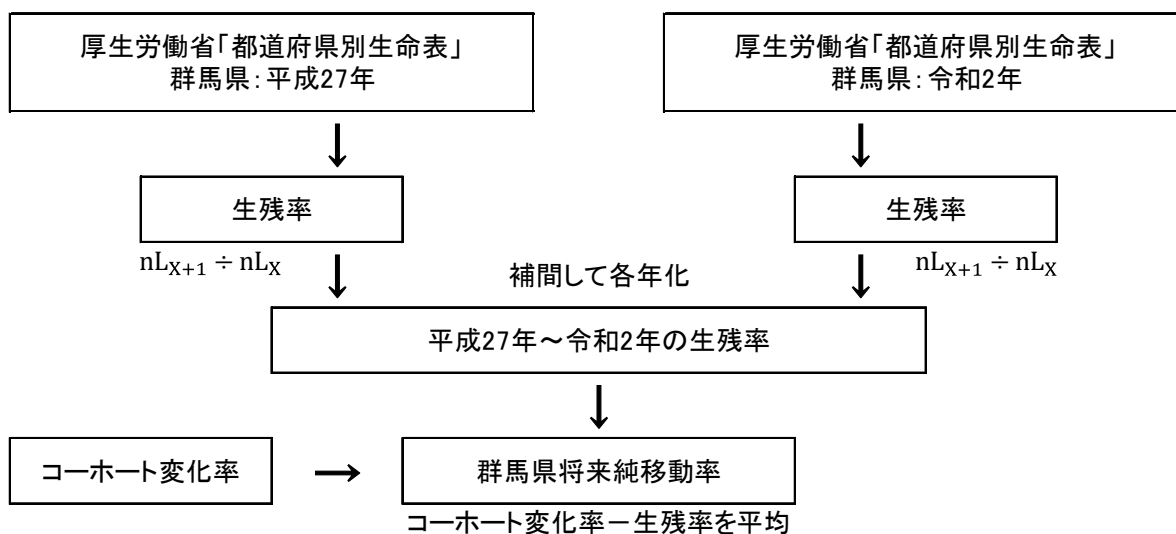 厚生労働省「都道府県別生命表」
群馬県：平成27年
厚生労働省「都道府県別生命表」
群馬県：令和2年
生残率
生残率
nL_{X+1} ÷ nL_X
nL_{X+1} ÷ nL_X
補間して各年化
平成27年～令和2年の生残率
コーホート変化率
群馬県将来純移動率
コーホート変化率－生残率を平均